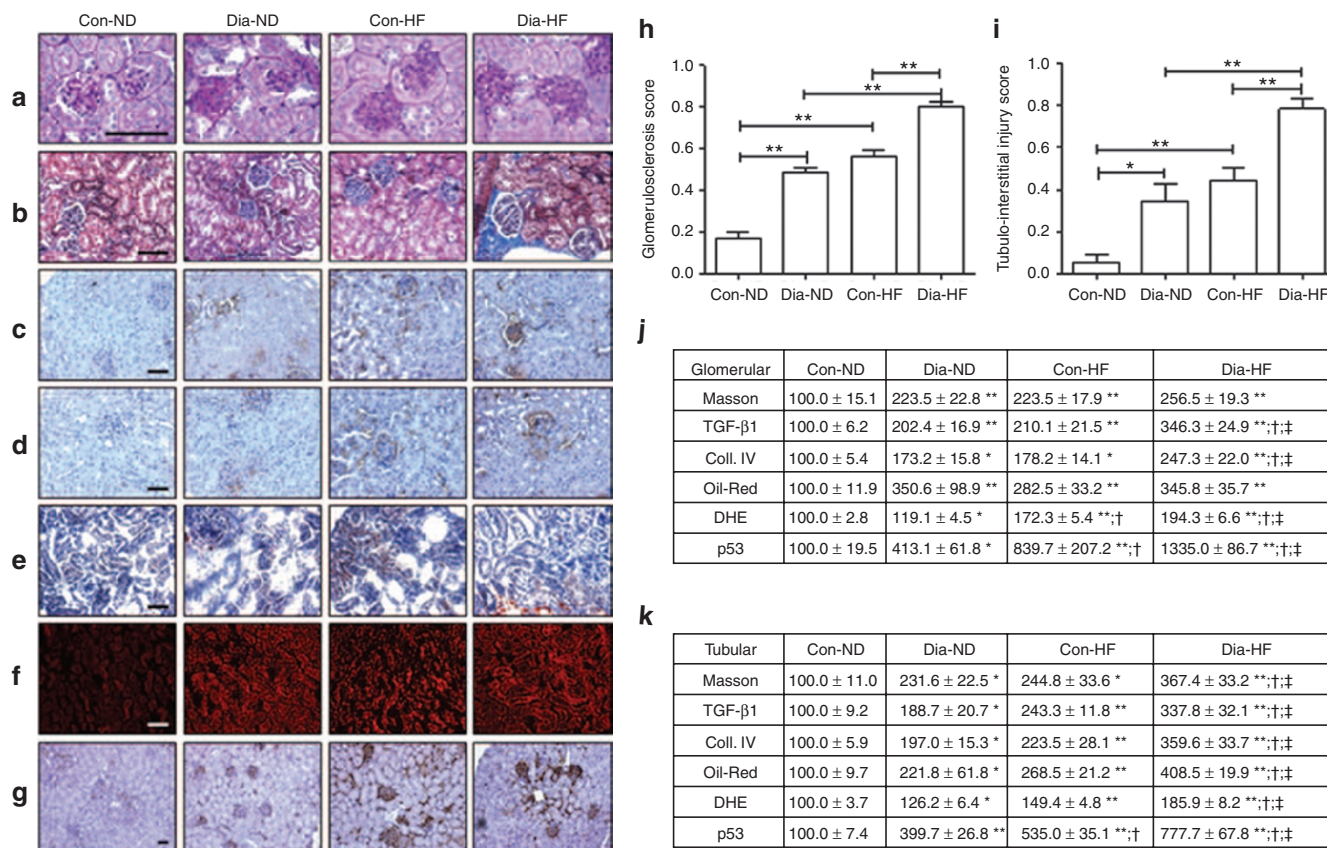 Con-ND Dia-ND Con-HF Dia-HF
a
b
c
d
e
f
g
h
Glomerulosclerosis score
1.0
0.8
0.6
0.4
0.2
0.0
** ** ** **
Con-ND Dia-ND Con-HF Dia-HF
i
Tubulo-interstitial injury score
1.0
0.8
0.6
0.4
0.2
0.0
** ** ** *
Con-ND Dia-ND Con-HF Dia-HF
j
Glomerular Con-ND Dia-ND Con-HF Dia-HF
Masson 100.0 ± 15.1 223.5 ± 22.8 ** 223.5 ± 17.9 ** 256.5 ± 19.3 **
TGF-β1 100.0 ± 6.2 202.4 ± 16.9 ** 210.1 ± 21.5 ** 346.3 ± 24.9 **;†;‡
Coll. IV 100.0 ± 5.4 173.2 ± 15.8 * 178.2 ± 14.1 * 247.3 ± 22.0 **;†;‡
Oil-Red 100.0 ± 11.9 350.6 ± 98.9 ** 282.5 ± 33.2 ** 345.8 ± 35.7 **
DHE 100.0 ± 2.8 119.1 ± 4.5 * 172.3 ± 5.4 **;† 194.3 ± 6.6 **;†;‡
p53 100.0 ± 19.5 413.1 ± 61.8 * 839.7 ± 207.2 **;† 1335.0 ± 86.7 **;†;‡
k
Tubular Con-ND Dia-ND Con-HF Dia-HF
Masson 100.0 ± 11.0 231.6 ± 22.5 * 244.8 ± 33.6 * 367.4 ± 33.2 **;†;‡
TGF-β1 100.0 ± 9.2 188.7 ± 20.7 * 243.3 ± 11.8 ** 337.8 ± 32.1 **;†;‡
Coll. IV 100.0 ± 5.9 197.0 ± 15.3 * 223.5 ± 28.1 ** 359.6 ± 33.7 **;†;‡
Oil-Red 100.0 ± 9.7 221.8 ± 61.8 * 268.5 ± 21.2 ** 408.5 ± 19.9 **;†;‡
DHE 100.0 ± 3.7 126.2 ± 6.4 * 149.4 ± 4.8 ** 185.9 ± 8.2 **;†;‡
p53 100.0 ± 7.4 399.7 ± 26.8 ** 535.0 ± 35.1 **;† 777.7 ± 67.8 **;†;‡